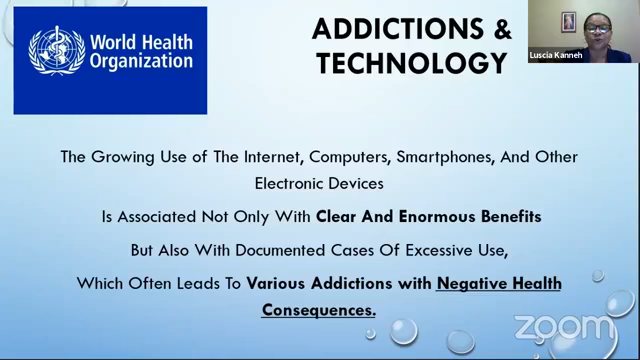 World Health
Organization
ADDICTIONS &
TECHNOLOGY
Luscia Kanneh
The Growing Use of The Internet, Computers, Smartphones, And Other
Electronic Devices
Is Associated Not Only With Clear And Enormous Benefits
But Also With Documented Cases Of Excessive Use,
Which Often Leads To Various Addictions with Negative Health
Consequences.
zoom